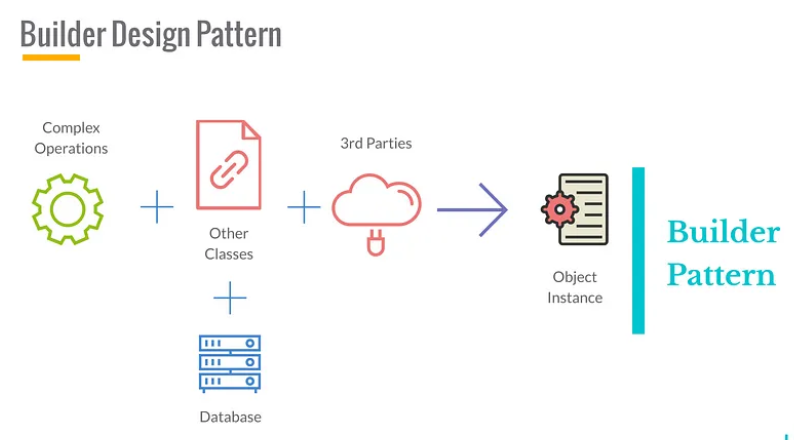 Builder Design Pattern
Complex
Operations
Other
Classes
3rd Parties
Database
Object
Instance
Builder
Pattern